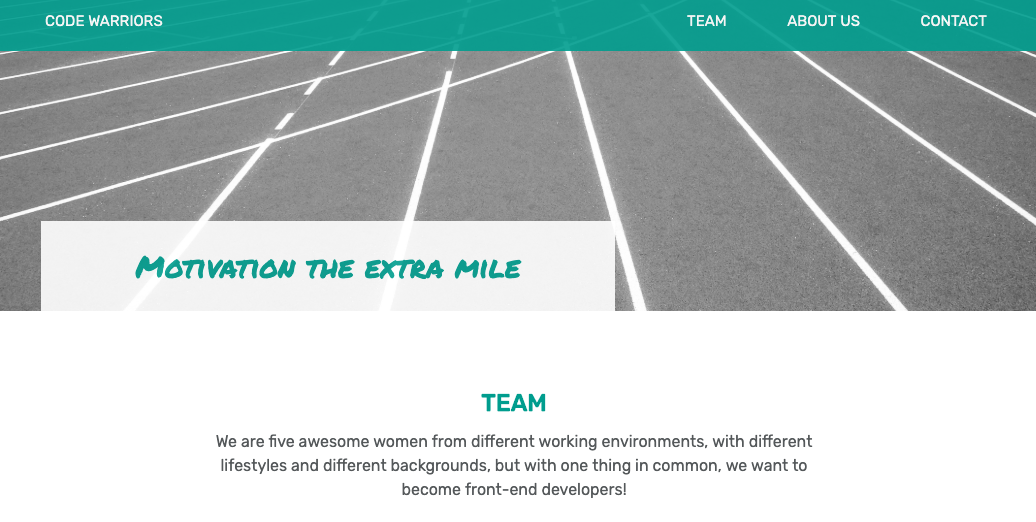 CODE WARRIORS TEAM ABOUT US CONTACT
Motivation the extra mile
TEAM
We are five awesome women from different working environments, with different
lifestyles and different backgrounds, but with one thing in common, we want to
become front-end developers!